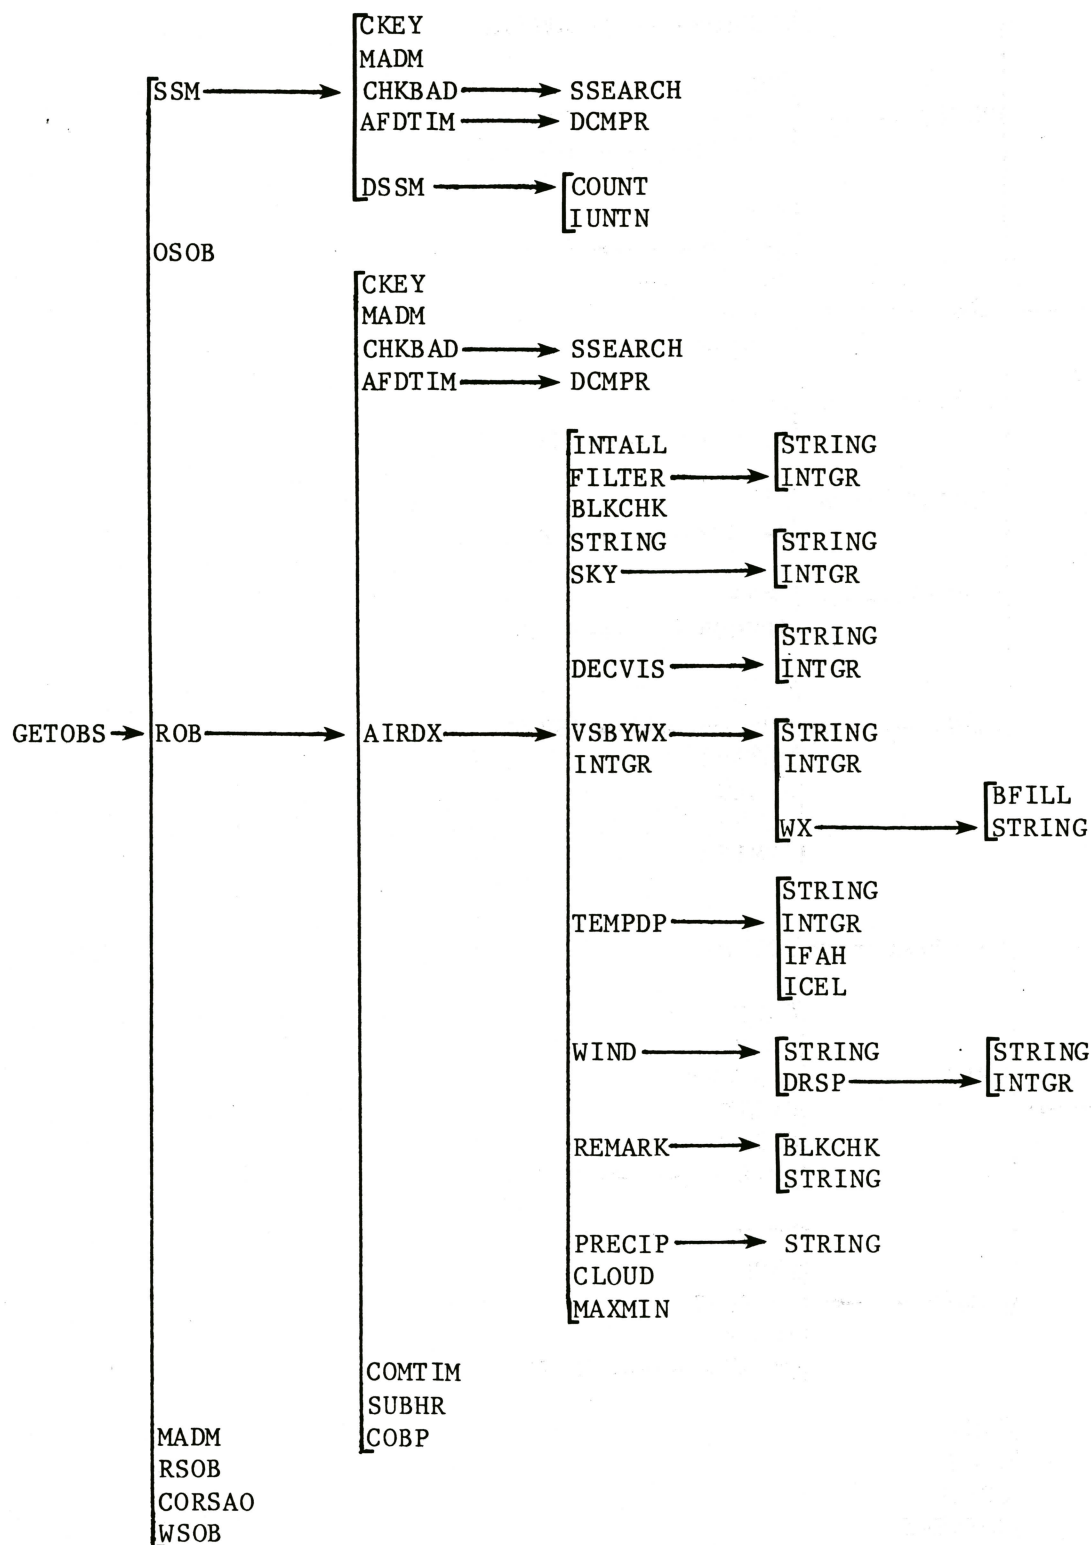 CKEY
MADM
SSM CHKBAD SSEARCH
AFDTIM DCMPR
DSSM COUNT
IUNTN
OSOB
CKEY
MADM
CHKBAD SSEARCH
AFDTIM DCMPR
INTALL STRING
FILTER INTGR
BLKCHK
STRING STRING
SKY INTGR
STRING
DECVIS INTGR
GETOBS ROB AIRDX VSBYWX STRING
INTGR INTGR
BFILL
WX STRING
STRING
TEMPDP INTGR
IFAH
ICEL
WIND STRING STRING
DRSP INTGR
REMARK BLKCHK
STRING
PRECIP STRING
CLOUD
MAXMIN
COMTIM
SUBHR
MADM COBP
RSOB
CORSAO
WSOB